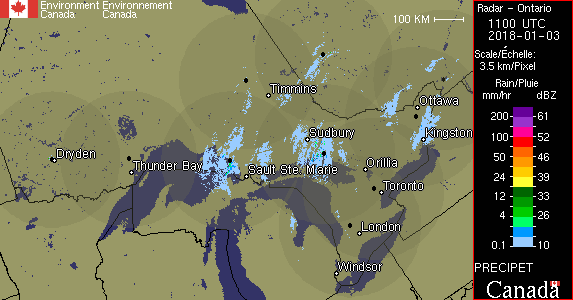 Environment Environnement
Canada Canada
100 KM
Timmins
Ottawa
Sudbury
Kingston
Dryden
Thunder Bay
Sault Ste. Marie
Orillia
Toronto
London
Windsor
Radar - Ontario
1100 UTC
2018-01-03
Scale/Échelle:
3.5 km/Pixel
Rain/Pluie
mm/hr dBZ
200 61
100 52
50 46
24 39
12 33
4 26
0.1 10
PRECIPET
Canada